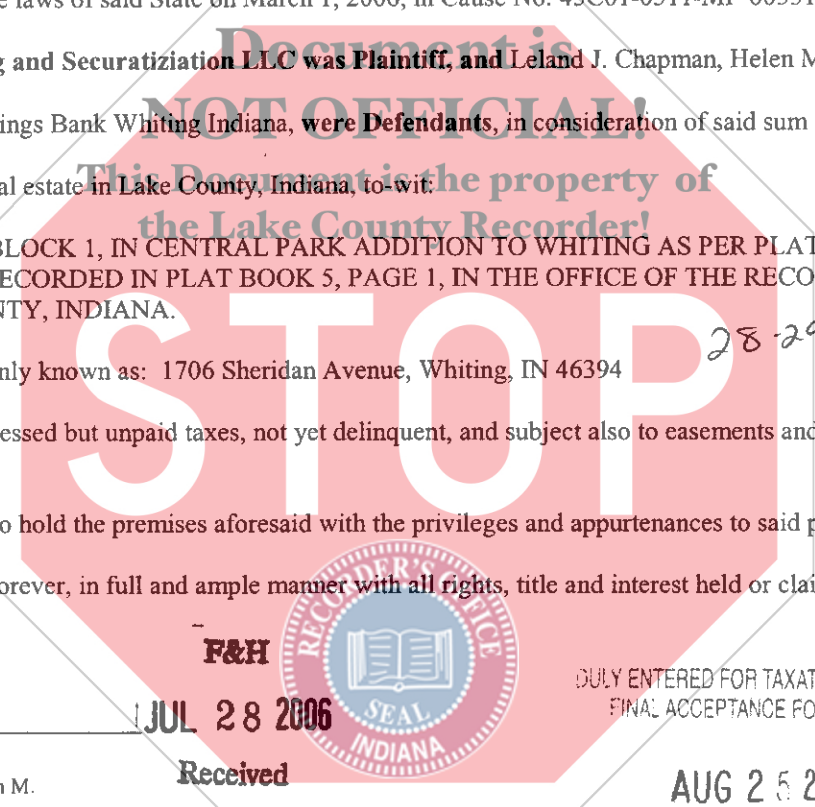 e laws of said State on March 1, 2006, in Cause No. 45C01-0511-MF-00331
g and Securatiziation LLC was Plaintiff, and Leland J. Chapman, Helen M
Document is
ings Bank Whiting Indiana, were Defendants, in consideration of said sum
NOT OFFICIAL!
al estate in Lake County, Indiana, to-wit:
This Document is the property of
the Lake County Recorder!
BLOCK 1, IN CENTRAL PARK ADDITION TO WHITING AS PER PLAT
ECORDED IN PLAT BOOK 5, PAGE 1, IN THE OFFICE OF THE RECO
NTY, INDIANA.
28-29
nly known as: 1706 Sheridan Avenue, Whiting, IN 46394
STOP
essed but unpaid taxes, not yet delinquent, and subject also to easements and
o hold the premises aforesaid with the privileges and appurtenances to said p
orever, in full and ample manner with all rights, title and interest held or clai
RECORDER'S OFFICE
SEAL
INDIANA
F&H
JUL 28 2006
Received
DULY ENTERED FOR TAXAT
FINAL ACCEPTANCE FO
AUG 25 2
M.